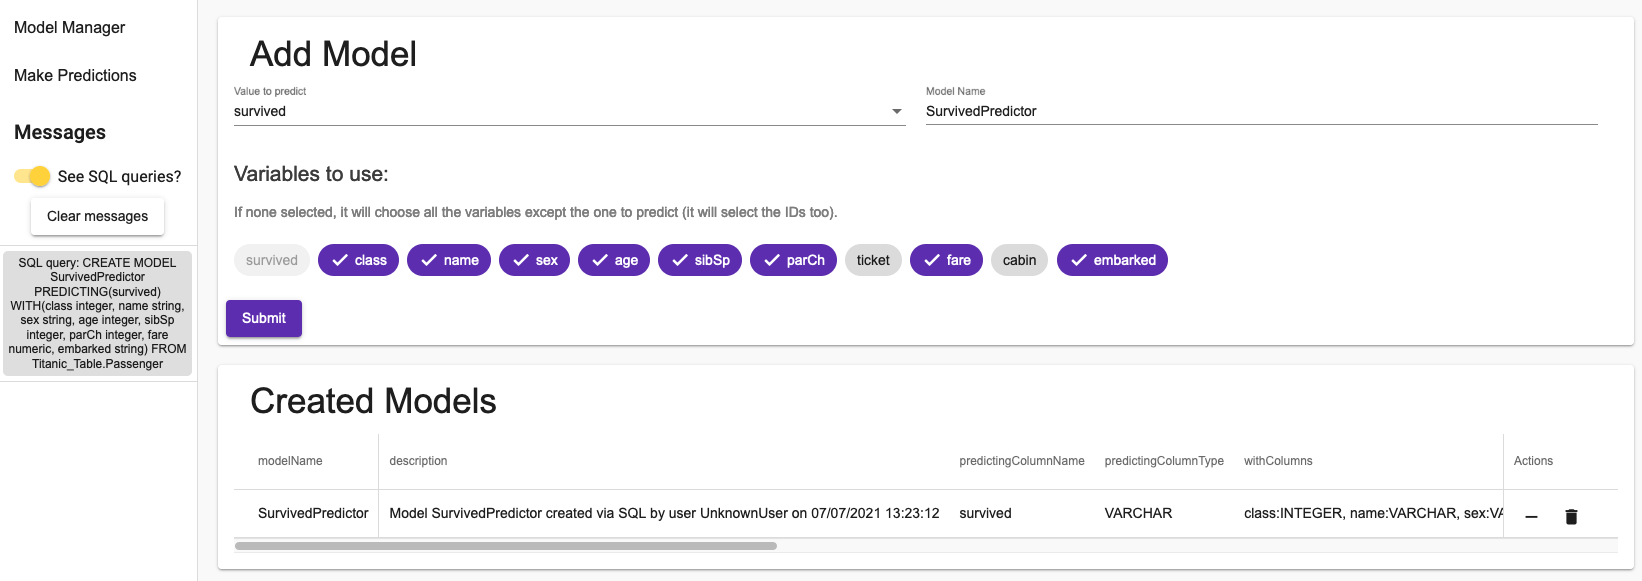 Model Manager
Make Predictions
Messages
See SQL queries?
Clear messages
SQL query: CREATE MODEL
SurvivedPredictor
PREDICTING(survived)
WITH(class integer, name string,
sex string, age integer, sibSp
integer, parCh integer, fare
numeric, embarked string) FROM
Titanic_Table.Passenger
Add Model
Value to predict
survived
Model Name
SurvivedPredictor
Variables to use:
If none selected, it will choose all the variables except the one to predict (it will select the IDs too).
survived class name sex age sibSp parCh ticket fare cabin embarked
Submit
Created Models
modelName description predictingColumnName predictingColumnType withColumns Actions
SurvivedPredictor Model SurvivedPredictor created via SQL by user UnknownUser on 07/07/2021 13:23:12 survived VARCHAR class:INTEGER, name:VARCHAR, sex:VA